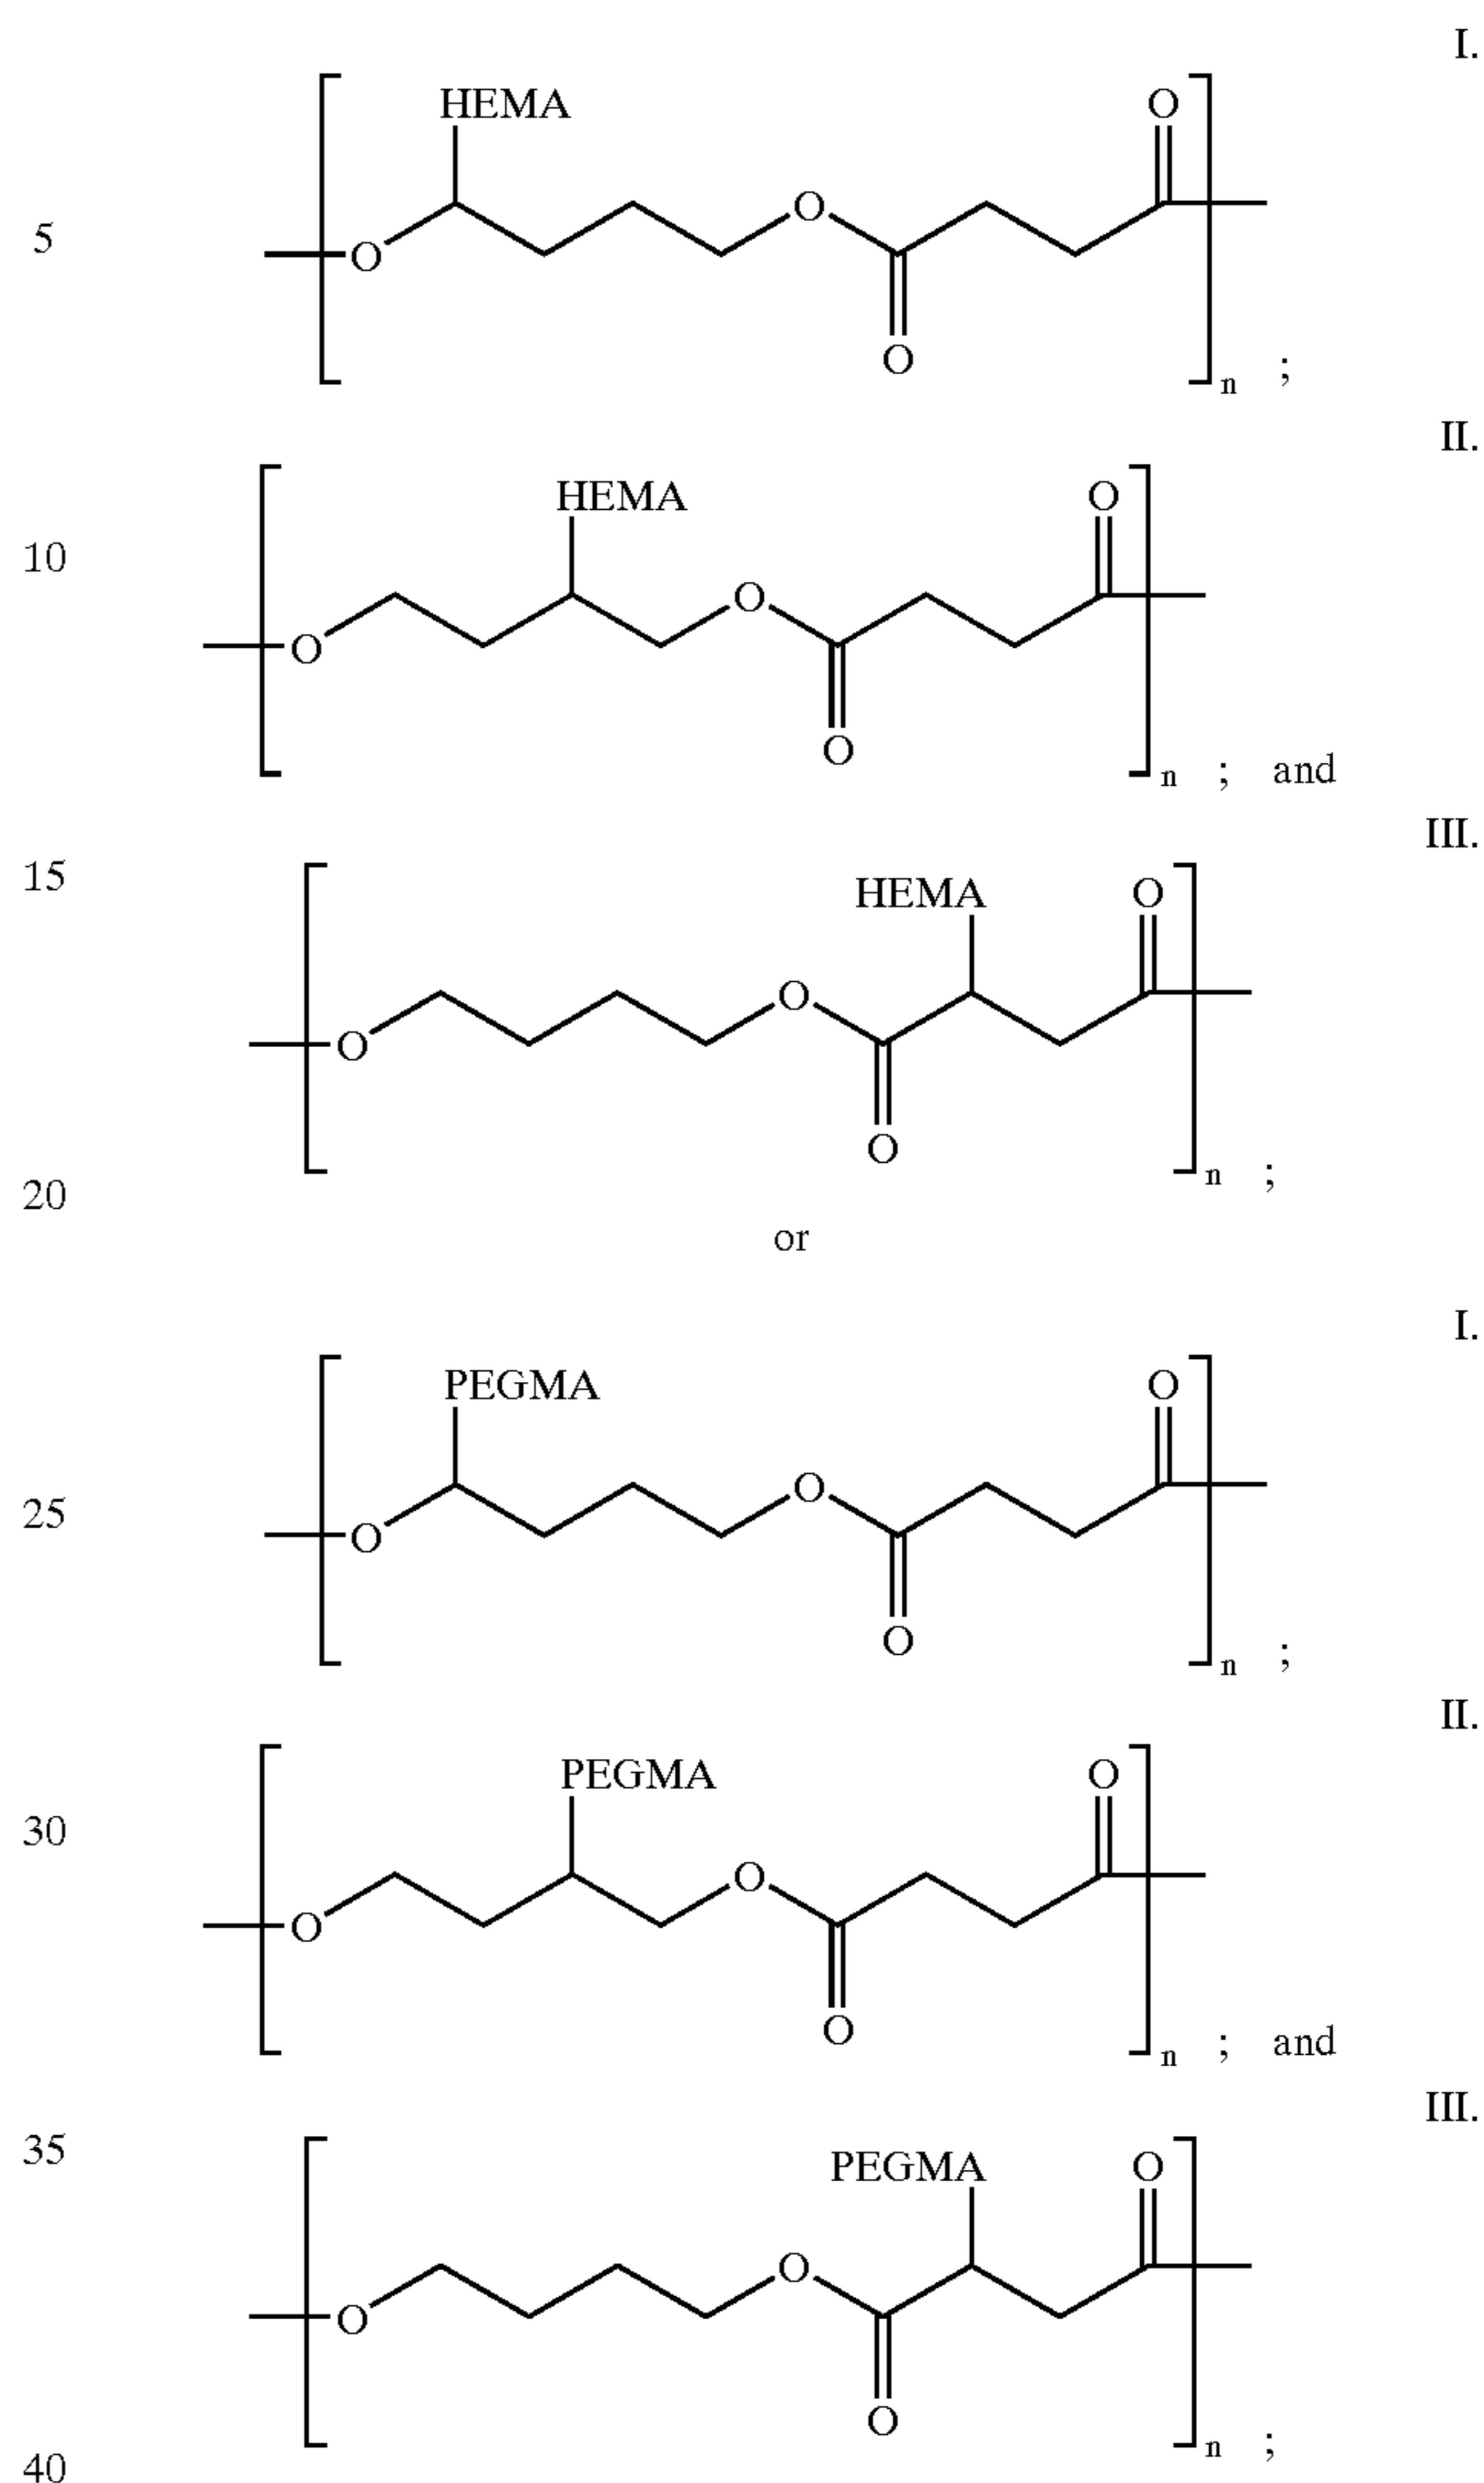 I.
HEMA O
5 O O
O
n ;
II.
HEMA O
10 O
O
O
n ; and
III.
15 HEMA O
O
O
O
n ;
20
or
I.
PEGMA O
O
25 O
O
n ;
II.
PEGMA O
30 O
O
O
n ; and
III.
35 PEGMA O
O
O
O
n ;
40